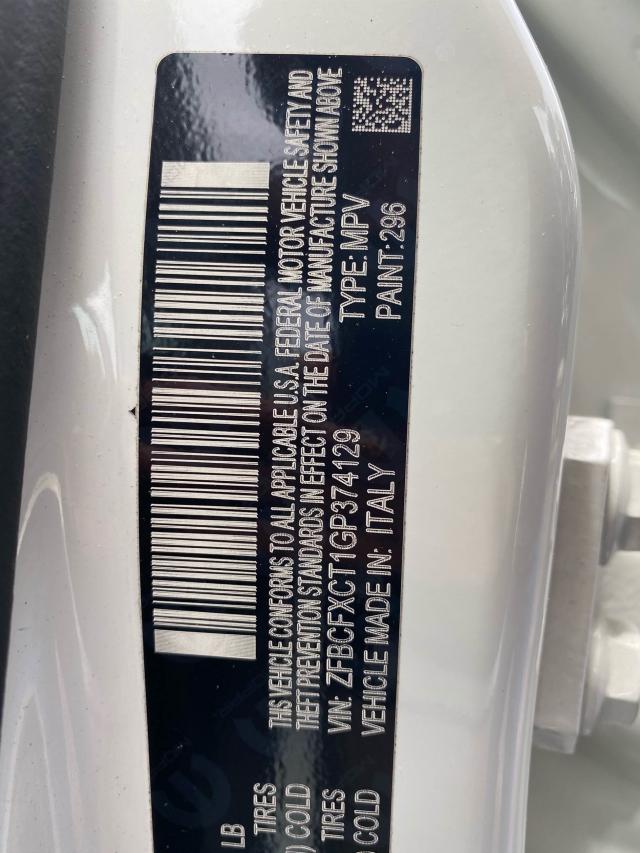 LB
TIRES
COLD
THIS VEHICLE CONFORMS TO ALL APPLICABLE U.S.A. FEDERAL MOTOR VEHICLE SAFETY AND
THEFT PREVENTION STANDARDS IN EFFECT ON THE DATE OF MANUFACTURE SHOWN ABOVE
TIRES VIN: ZFBCFXCT1GP374129 TYPE: MPV
COLD VEHICLE MADE IN: ITALY PAINT: 296